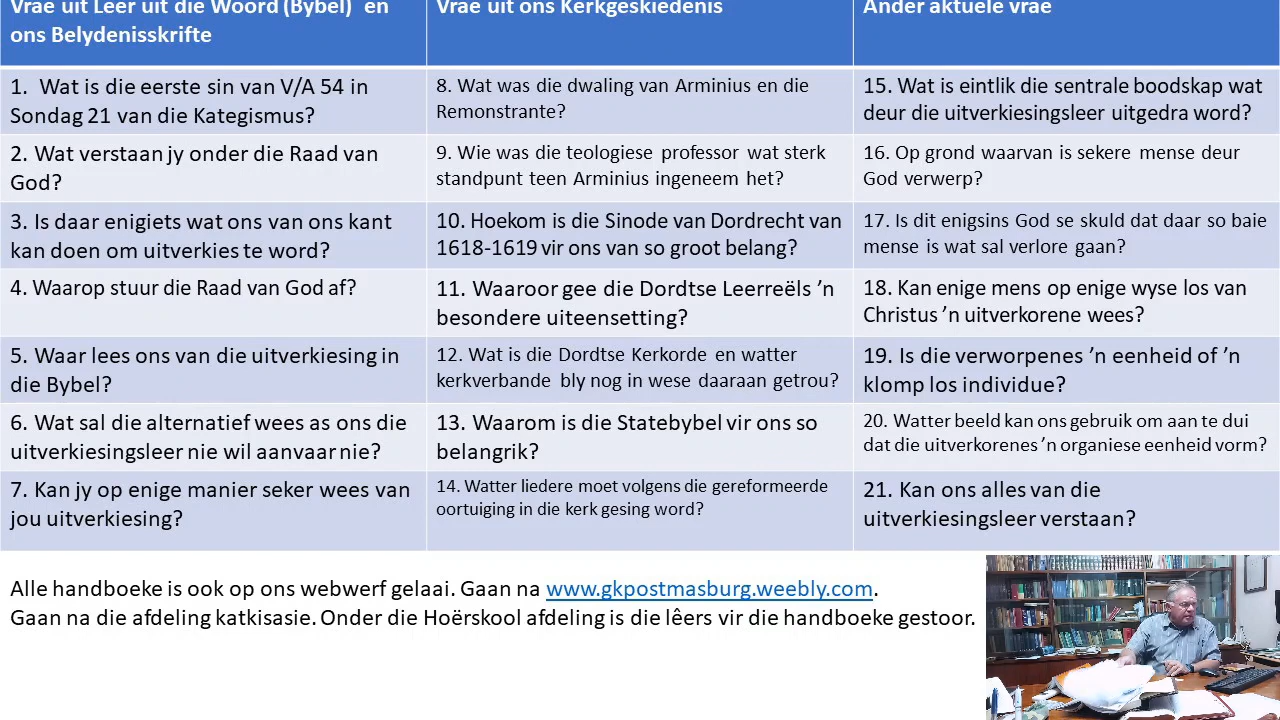 Vrae uit Leer uit die Woord (Bybel) en
ons Belydenisskrifte
Vrae uit ons Kerkgeskiedenis
Ander aktuele vrae
1. Wat is die eerste sin van V/A 54 in
Sondag 21 van die Kategismus?
8. Wat was die dwaling van Arminius en die
Remonstrante?
15. Wat is eintlik die sentrale boodskap wat
deur die uitverkiesingsleer uitgedra word?
2. Wat verstaan jy onder die Raad van
God?
9. Wie was die teologiese professor wat sterk
standpunt teen Arminius ingeneem het?
16. Op grond waarvan is sekere mense deur
God verwerp?
3. Is daar enigiets wat ons van ons kant
kan doen om uitverkies te word?
10. Hoekom is die Sinode van Dordrecht van
1618-1619 vir ons van so groot belang?
17. Is dit enigsins God se skuld dat daar so baie
mense is wat sal verlore gaan?
4. Waarop stuur die Raad van God af?
11. Waaroor gee die Dordtse Leerreëls ’n
besondere uiteensetting?
18. Kan enige mens op enige wyse los van
Christus ’n uitverkorene wees?
5. Waar lees ons van die uitverkiesing in
die Bybel?
12. Wat is die Dordtse Kerkorde en watter
kerkverbande bly nog in wese daaraan getrou?
19. Is die verworpenes ’n eenheid of ’n
klomp los individue?
6. Wat sal die alternatief wees as ons die
uitverkiesingsleer nie wil aanvaar nie?
13. Waarom is die Statebybel vir ons so
belangrik?
20. Watter beeld kan ons gebruik om aan te dui
dat die uitverkorenes ’n organiese eenheid vorm?
7. Kan jy op enige manier seker wees van
jou uitverkiesing?
14. Watter liedere moet volgens die gereformeerde
oortuiging in die kerk gesing word?
21. Kan ons alles van die
uitverkiesingsleer verstaan?
Alle handboeke is ook op ons webwerf gelaai. Gaan na www.gkpostmasburg.weebly.com.
Gaan na die afdeling katkisasie. Onder die Hoërskool afdeling is die lêers vir die handboeke gestoor.